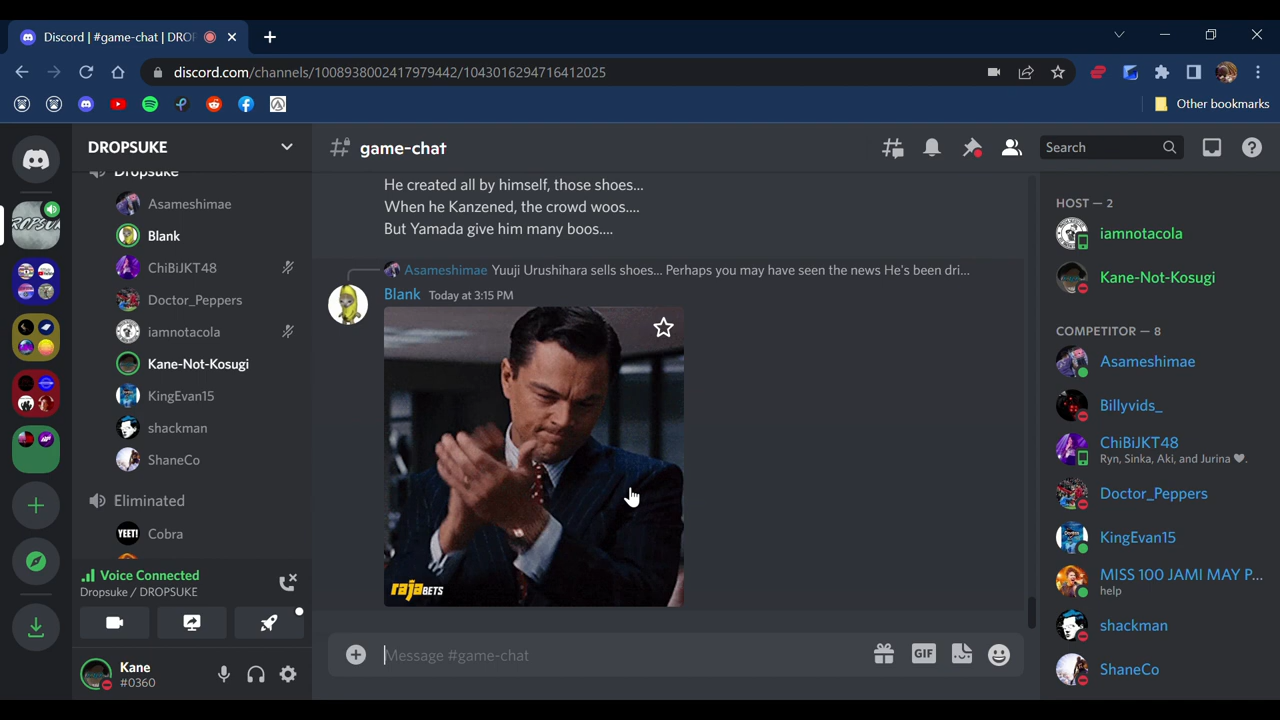 Discord | #game-chat | DROP
discord.com/channels/1008938002417979442/1043016294716412025
Other bookmarks
DROPSUKE
game-chat
Search
Dropsuke
Asameshimae
Blank
ChiBiJKT48
Doctor_Peppers
iamnotacola
Kane-Not-Kosugi
KingEvan15
shackman
ShaneCo
Eliminated
YEET!
Cobra
Voice Connected
Dropsuke / DROPSUKE
Kane
#0360
He created all by himself, those shoes...
When he Kanzened, the crowd woos....
But Yamada give him many boos....
Asameshimae Yuuji Urushihara sells shoes... Perhaps you may have seen the news He's been dri...
Blank Today at 3:15 PM
rajaBETS
Message #game-chat
GIF
HOST — 2
iamnotacola
Kane-Not-Kosugi
COMPETITOR — 8
Asameshimae
Billyvids_
ChiBiJKT48
Ryn, Sinka, Aki, and Jurina ♥.
Doctor_Peppers
KingEvan15
MISS 100 JAMI MAY P...
help
shackman
ShaneCo